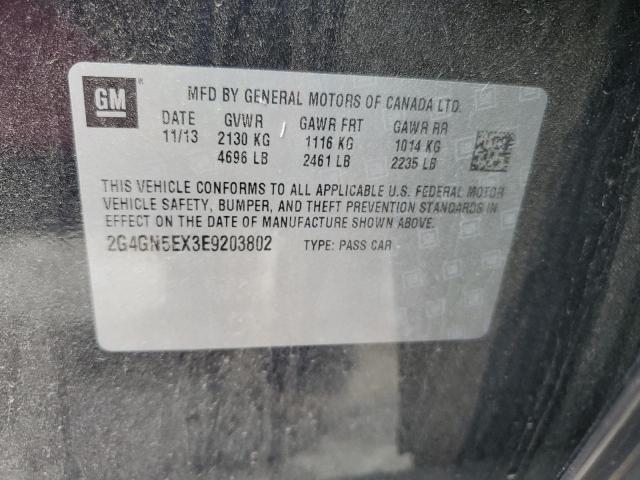 GM ®
MFD BY GENERAL MOTORS OF CANADA LTD.
DATE GVWR GAWR FRT GAWR RR
11/13 2130 KG 1116 KG 1014 KG
4696 LB 2461 LB 2235 LB
THIS VEHICLE CONFORMS TO ALL APPLICABLE U.S. FEDERAL MOTOR
VEHICLE SAFETY, BUMPER, AND THEFT PREVENTION STANDARDS IN
EFFECT ON THE DATE OF MANUFACTURE SHOWN ABOVE.
2G4GN5EX3E9203802 TYPE: PASS CAR